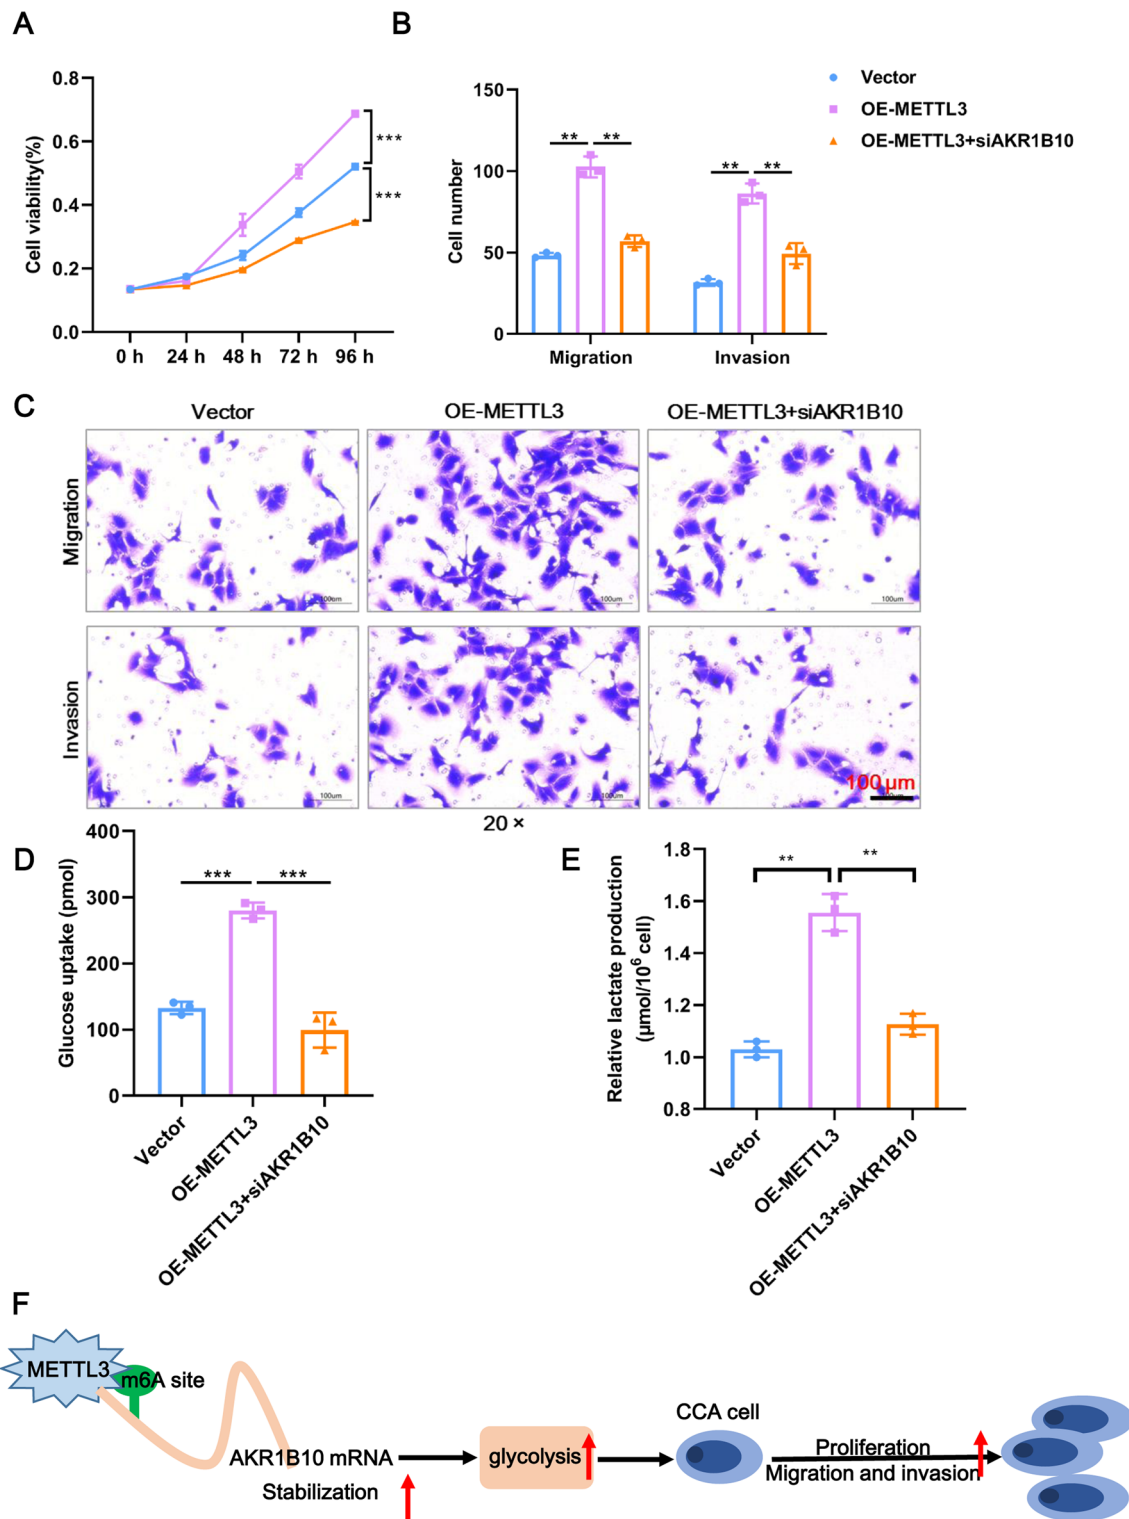 A
Cell viability(%)
0.8
0.6
0.4
0.2
0.0
0 h 24 h 48 h 72 h 96 h
***
***
B
Cell number
150
100
50
0
** **
** **
Migration Invasion
Vector
OE-METTL3
OE-METTL3+siAKR1B10
C
Vector OE-METTL3 OE-METTL3+siAKR1B10
Migration
100um 100um 100um
Invasion
100um 100um
100 µm
20 ×
D
Glucose uptake (pmol)
400
300
200
100
0
*** ***
Vector
OE-METTL3
OE-METTL3+siAKR1B10
E
Relative lactate production
(µmol/10⁶ cell)
1.8
1.6
1.4
1.2
1.0
0.8
** **
Vector
OE-METTL3
OE-METTL3+siAKR1B10
F
METTL3
m6A site
AKR1B10 mRNA
Stabilization
glycolysis
CCA cell
Proliferation
Migration and invasion